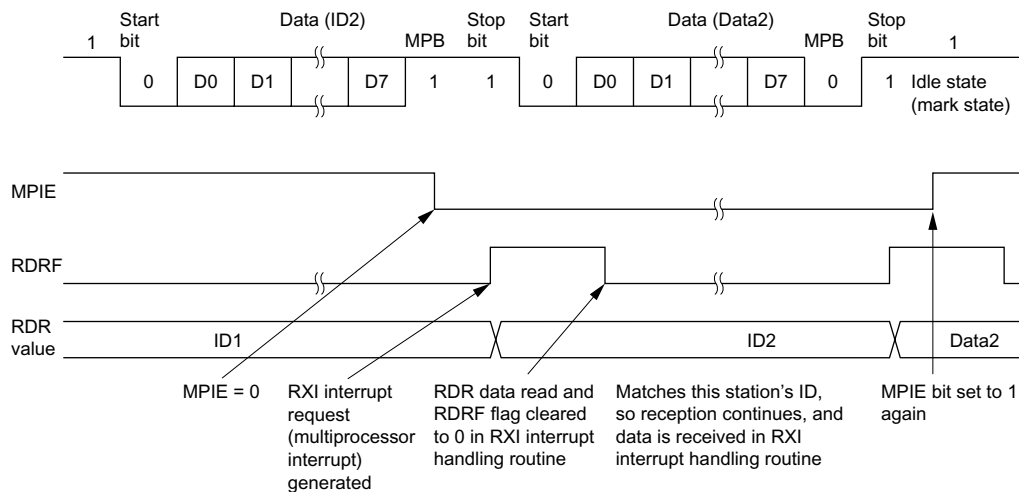 Start bit Data (ID2) Stop bit Start bit Data (Data2) Stop bit
1 MPB MPB 1
0 D0 D1 D7 1 1 0 D0 D1 D7 0 1 Idle state (mark state)
MPIE
RDRF
RDR value
ID1 ID2 Data2
MPIE = 0
RXI interrupt
request
(multiprocessor
interrupt)
generated
RDR data read and
RDRF flag cleared
to 0 in RXI interrupt
handling routine
Matches this station's ID,
so reception continues, and
data is received in RXI
interrupt handling routine
MPIE bit set to 1
again